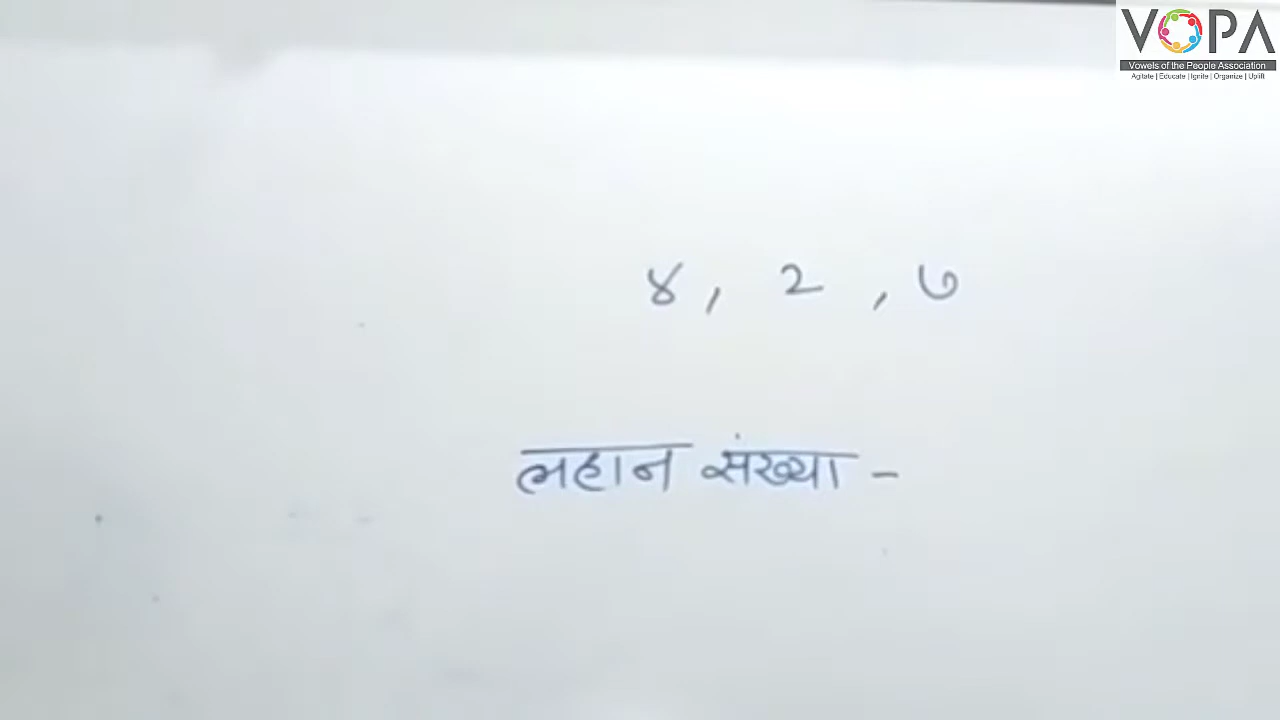 VOPA
Vowels of the People Association
Agitate | Educate | Ignite | Organize | Uplift
४, २, ७
लहान संख्या -